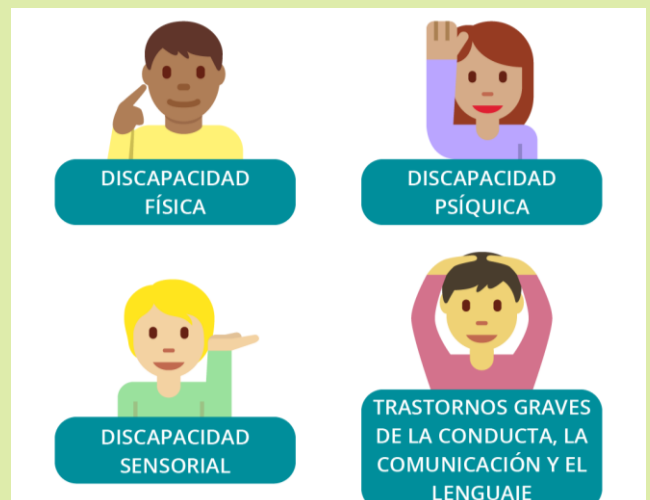 DISCAPACIDAD
FÍSICA
DISCAPACIDAD
PSÍQUICA
DISCAPACIDAD
SENSORIAL
TRASTORNOS GRAVES
DE LA CONDUCTA, LA
COMUNICACIÓN Y EL
LENGUAJE